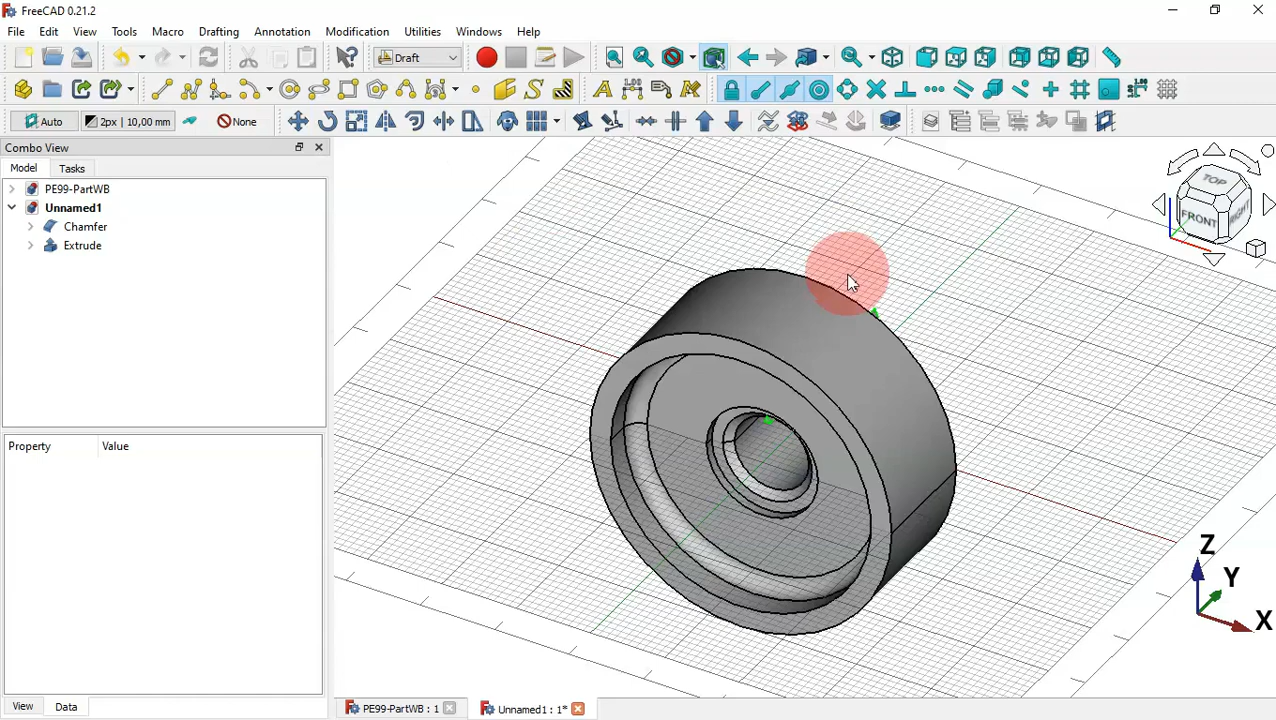 FreeCAD 0.21.2
File Edit View Tools Macro Drafting Annotation Modification Utilities Windows Help
Draft
Auto 2px | 10,00 mm None
Combo View
Model Tasks
PE99-PartWB
Unnamed1
Chamfer
Extrude
Property Value
View Data
PE99-PartWB : 1 Unnamed1 : 1*
TOP
FRONT RIGHT
Z
Y
X